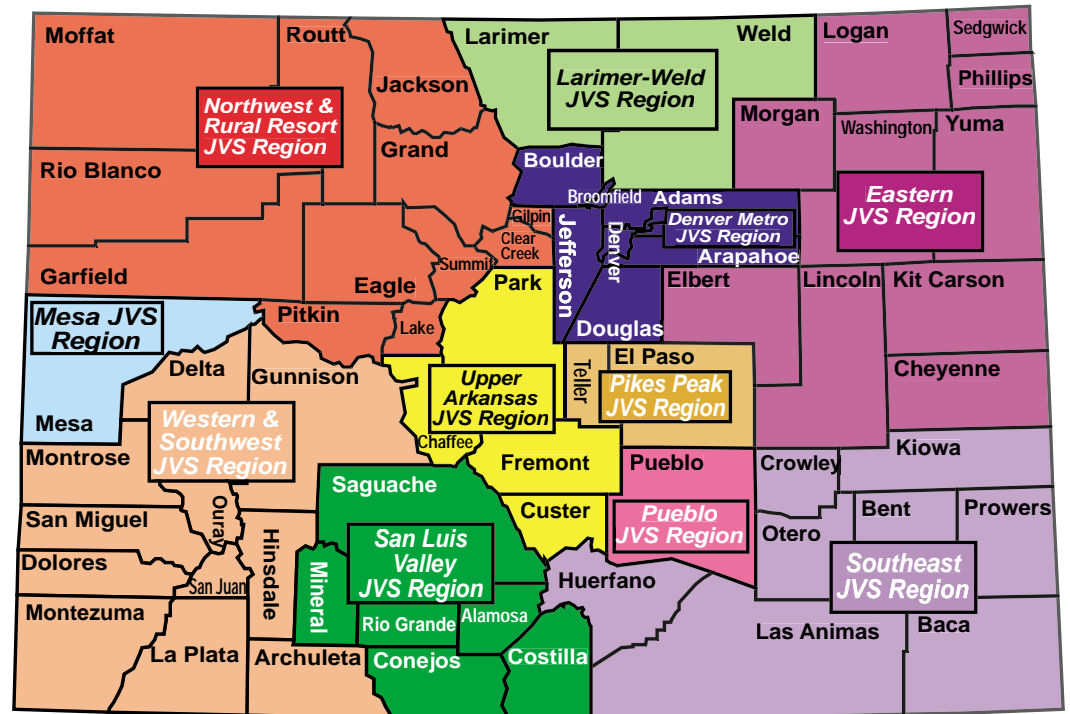 Moffat
Routt
Larimer
Weld
Logan
Sedgwick
Jackson
Larimer-Weld
JVS Region
Phillips
Northwest &
Rural Resort
JVS Region
Morgan
Washington
Yuma
Grand
Rio Blanco
Boulder
Broomfield
Adams
Eastern
JVS Region
Gilpin
Jefferson
Denver
Denver Metro
JVS Region
Clear
Creek
Arapahoe
Summit
Garfield
Eagle
Park
Elbert
Lincoln
Kit Carson
Mesa JVS
Region
Pitkin
Lake
Douglas
Delta
Gunnison
Teller
El Paso
Cheyenne
Upper
Arkansas
JVS Region
Pikes Peak
JVS Region
Mesa
Western &
Southwest
JVS Region
Chaffee
Montrose
Fremont
Pueblo
Crowley
Kiowa
Saguache
San Miguel
Ouray
Hinsdale
Custer
Pueblo
JVS Region
Otero
Bent
Prowers
San Luis
Valley
JVS Region
Dolores
San Juan
Mineral
Huerfano
Southeast
JVS Region
Montezuma
Rio Grande
Alamosa
La Plata
Archuleta
Conejos
Costilla
Las Animas
Baca